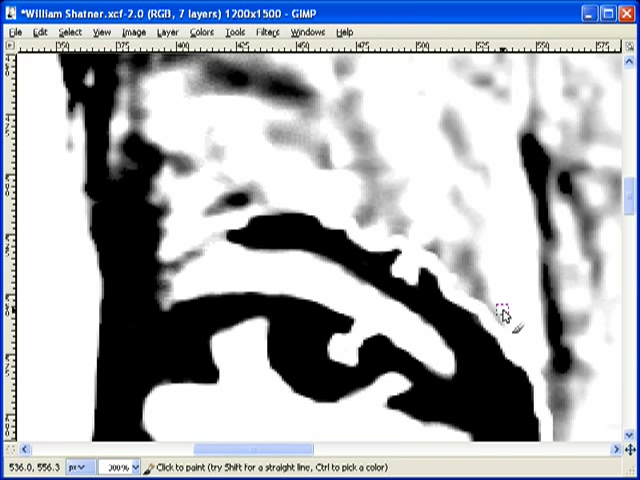 *William Shatner.xcf-2.0 (RGB, 7 layers) 1200x1500 – GIMP
File Edit Select View Image Layer Colors Tools Filters Windows Help
350 375 400 425 450 475 500 525 550 575
536.0, 556.3 px 300% Click to paint (try Shift for a straight line, Ctrl to pick a color)